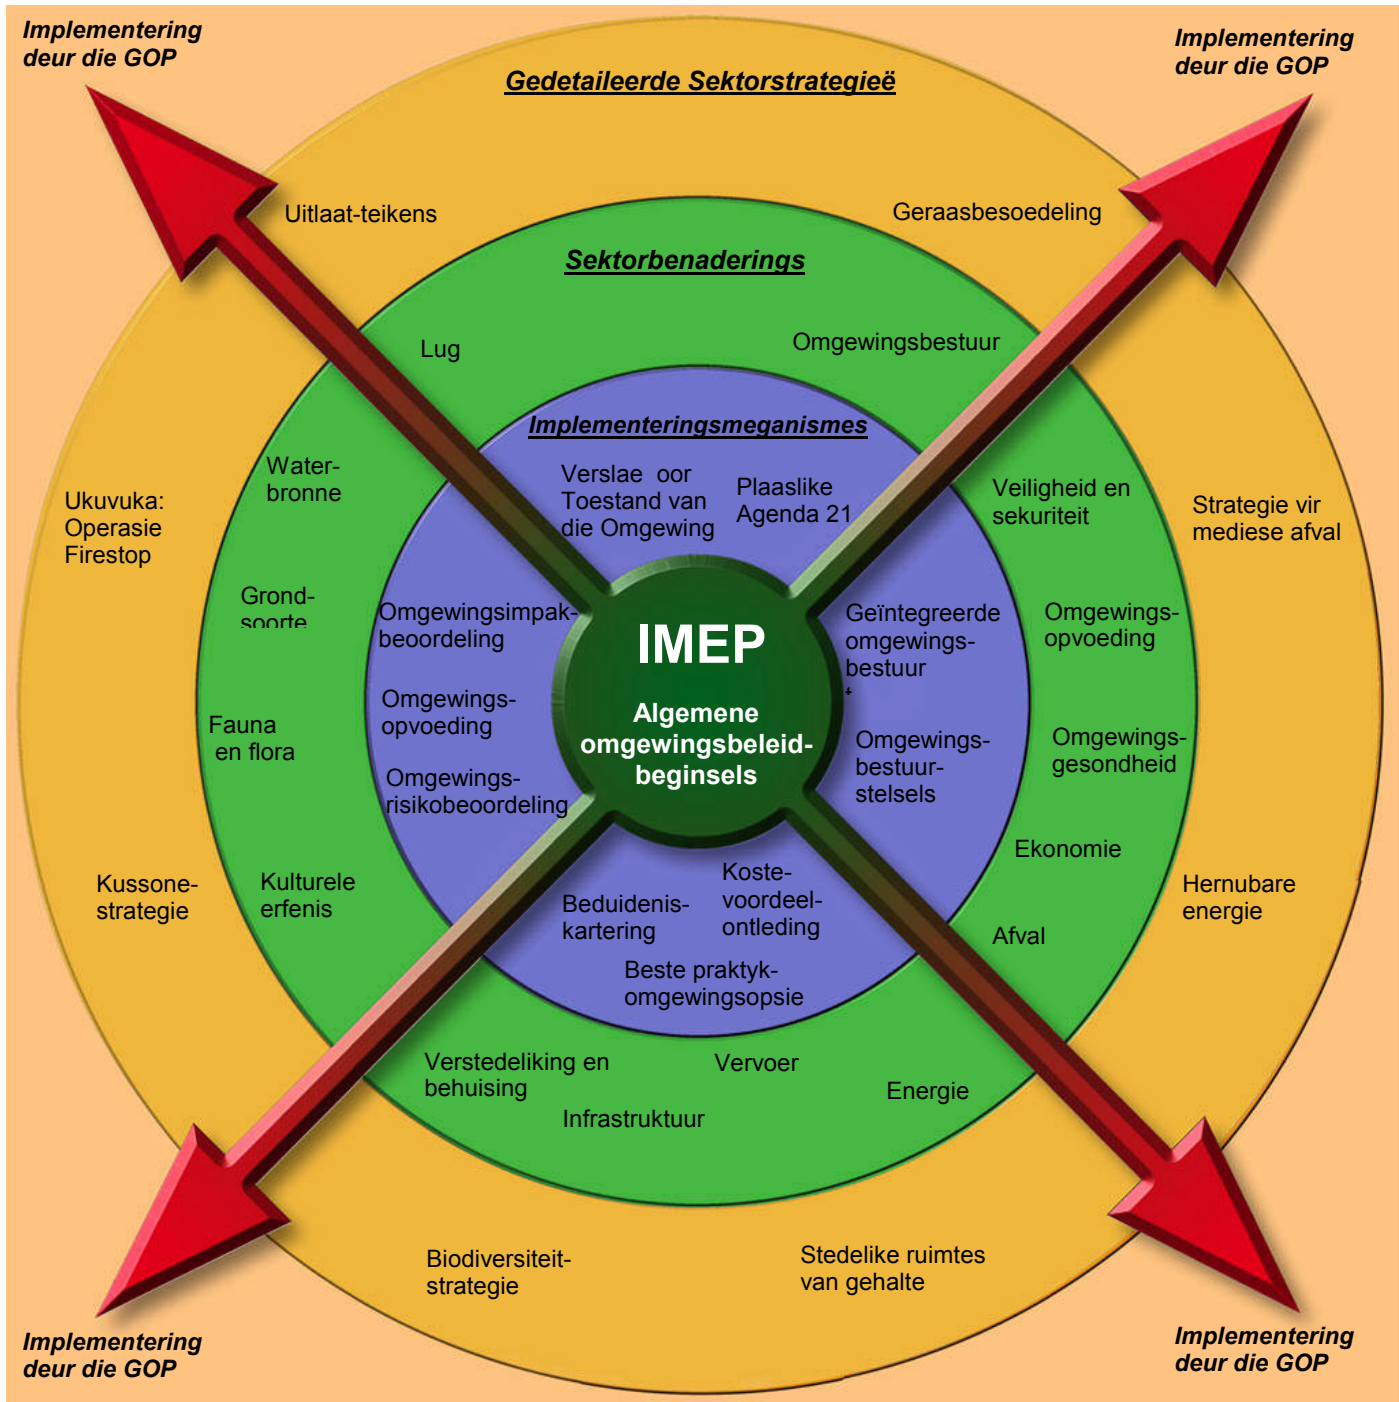 Implementering
deur die GOP
Implementering
deur die GOP
Gedetaileerde Sektorstrategieë
Uitlaat-teikens
Geraasbesoedeling
Sektorbenaderings
Lug
Omgewingsbestuur
Implementeringsmeganismes
Verslae oor
Toestand van
die Omgewing
Plaaslike
Agenda 21
Water-
bronne
Veiligheid en
sekuriteit
Ukuvuka:
Operasie
Firestop
Strategie vir
mediese afval
Grond-
soorte
Omgewingsimpak-
beoordeling
IMEP
Algemene
omgewingsbeleid-
beginsels
Geïntegreerde
omgewings-
bestuur
Omgewings-
opvoeding
Fauna
en flora
Omgewings-
opvoeding
Omgewings-
risikobeoordeling
Omgewings-
bestuur-
stelsels
Omgewings-
gesondheid
Ekonomie
Kussone-
strategie
Kulturele
erfenis
Beduidenis-
kartering
Koste-
voordeel-
ontleding
Afval
Hernubare
energie
Beste praktyk-
omgewingsopsie
Verstedeliking en
behuising
Vervoer
Energie
Infrastruktuur
Biodiversiteit-
strategie
Stedelike ruimtes
van gehalte
Implementering
deur die GOP
Implementering
deur die GOP